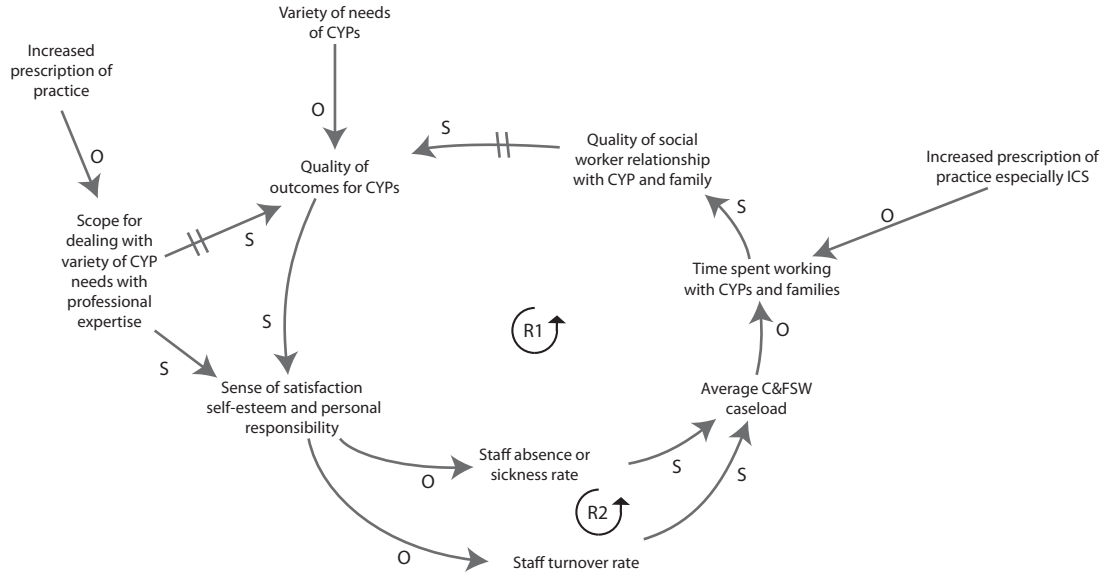 Variety of needs
of CYPs
Increased
prescription of
practice
O
O
S
Quality of social
worker relationship
with CYP and family
Increased prescription of
practice especially ICS
Quality of
outcomes for CYPs
S
O
Scope for
dealing with
variety of CYP
needs with
professional
expertise
S
Time spent working
with CYPs and families
S
R1
O
S
Sense of satisfaction
self-esteem and personal
responsibility
Average C&FSW
caseload
Staff absence or
sickness rate
O
S
S
R2
O
Staff turnover rate